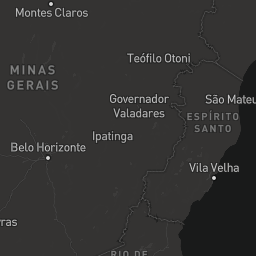 Montes Claros
Teófilo Otoni
MINAS
GERAIS
Governador
Valadares
São Mateu
ESPÍRITO
SANTO
Ipatinga
Belo Horizonte
Vila Velha
ras
RIO DE